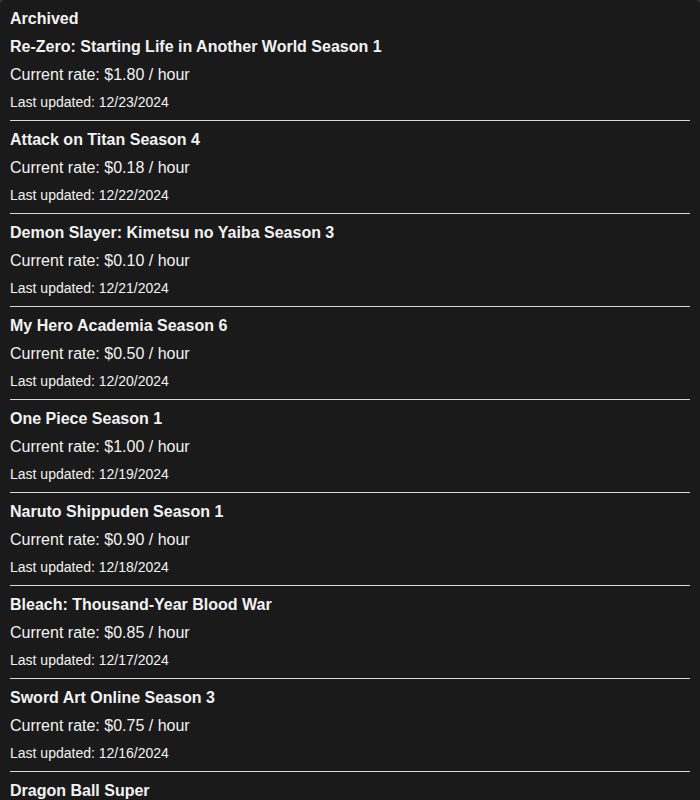 Archived
Re-Zero: Starting Life in Another World Season 1
Current rate: $1.80 / hour
Last updated: 12/23/2024
Attack on Titan Season 4
Current rate: $0.18 / hour
Last updated: 12/22/2024
Demon Slayer: Kimetsu no Yaiba Season 3
Current rate: $0.10 / hour
Last updated: 12/21/2024
My Hero Academia Season 6
Current rate: $0.50 / hour
Last updated: 12/20/2024
One Piece Season 1
Current rate: $1.00 / hour
Last updated: 12/19/2024
Naruto Shippuden Season 1
Current rate: $0.90 / hour
Last updated: 12/18/2024
Bleach: Thousand-Year Blood War
Current rate: $0.85 / hour
Last updated: 12/17/2024
Sword Art Online Season 3
Current rate: $0.75 / hour
Last updated: 12/16/2024
Dragon Ball Super